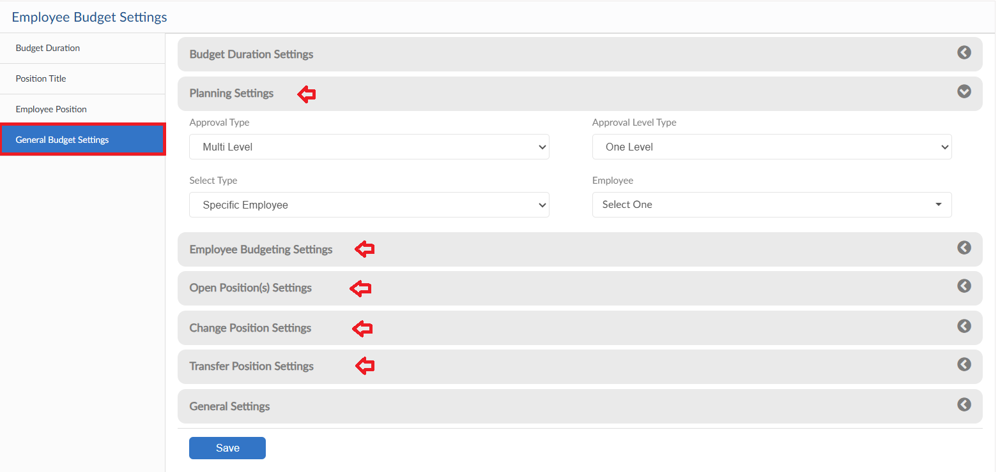 Employee Budget Settings
Budget Duration
Position Title
Employee Position
General Budget Settings
Budget Duration Settings
Planning Settings
Approval Type
Approval Level Type
Multi Level
One Level
Select Type
Employee
Specific Employee
Select One
Employee Budgeting Settings
Open Position(s) Settings
Change Position Settings
Transfer Position Settings
General Settings
Save